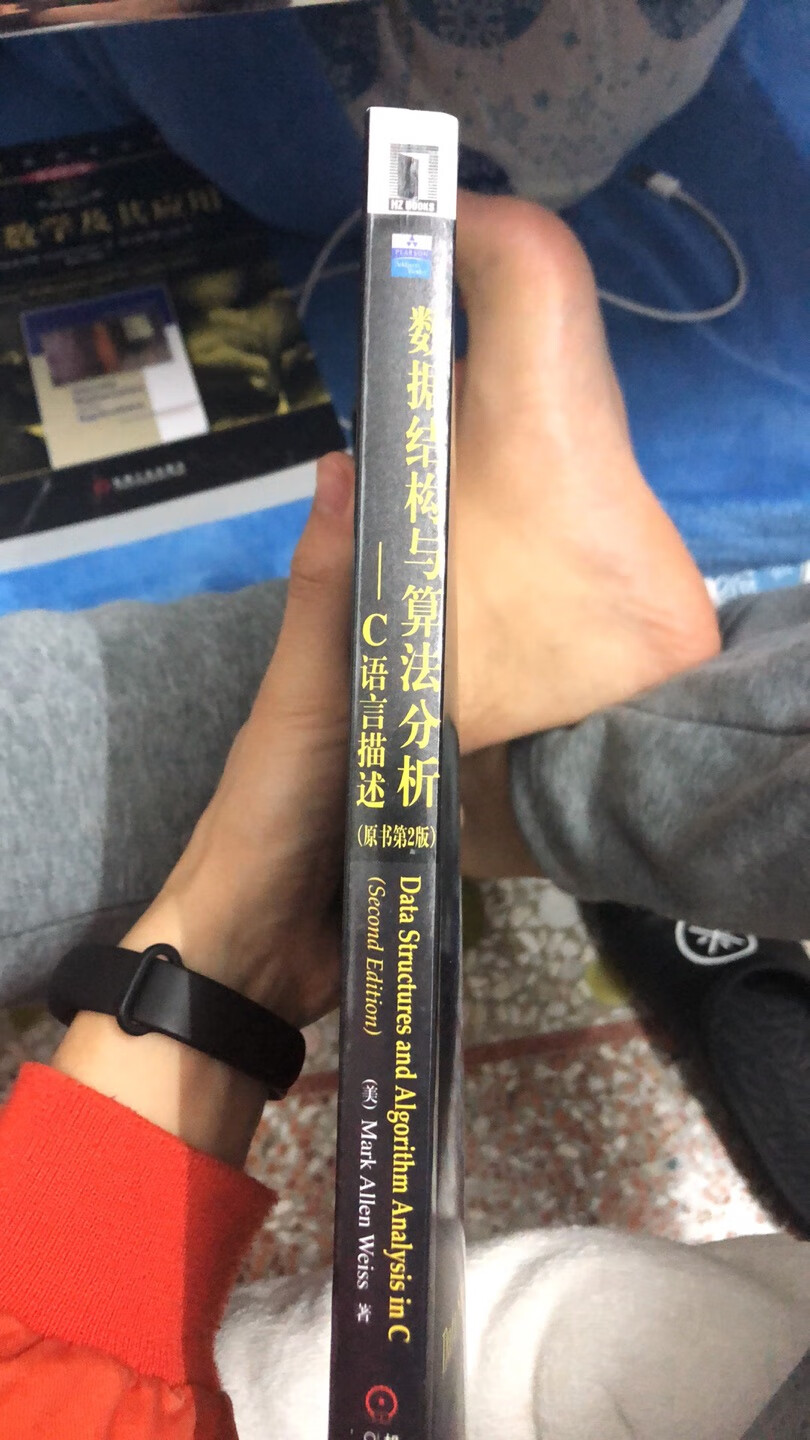 HZ BOOKS
PEARSON
数据结构与算法分析
——C语言描述
(原书第2版)
Data Structures and Algorithm Analysis in C
(Second Edition)
(美) Mark Allen Weiss 著
数学及其应用